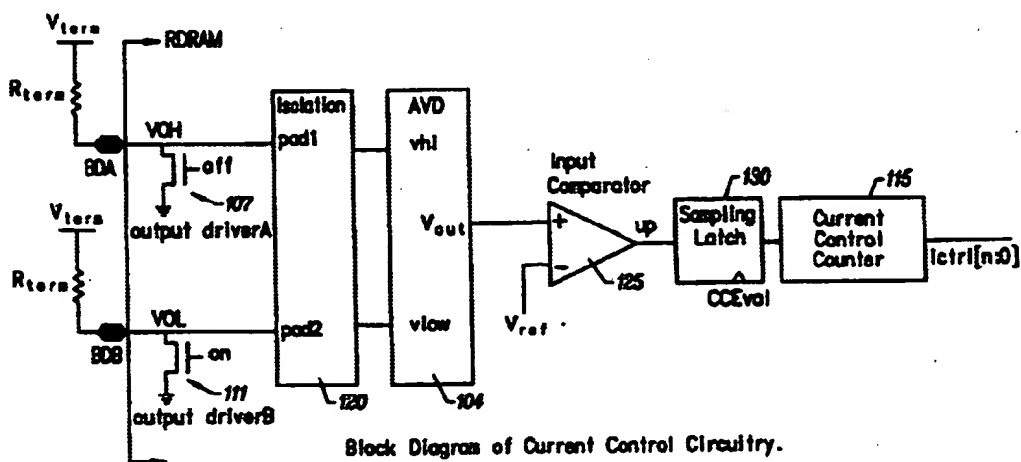 Vterm
RDRAM
Rterm
VOH
BDA
off
107
output driverA
Vterm
Rterm
VOL
BDB
on
111
output driverB
Isolation
pad1
pad2
120
AVD
vhi
Vout
vlow
104
Input
Comparator
+
−
up
125
Vref
130
Sampling
Latch
CCEval
115
Current
Control
Counter
ictrl[n:0]
Block Diagram of Current Control Circuitry.